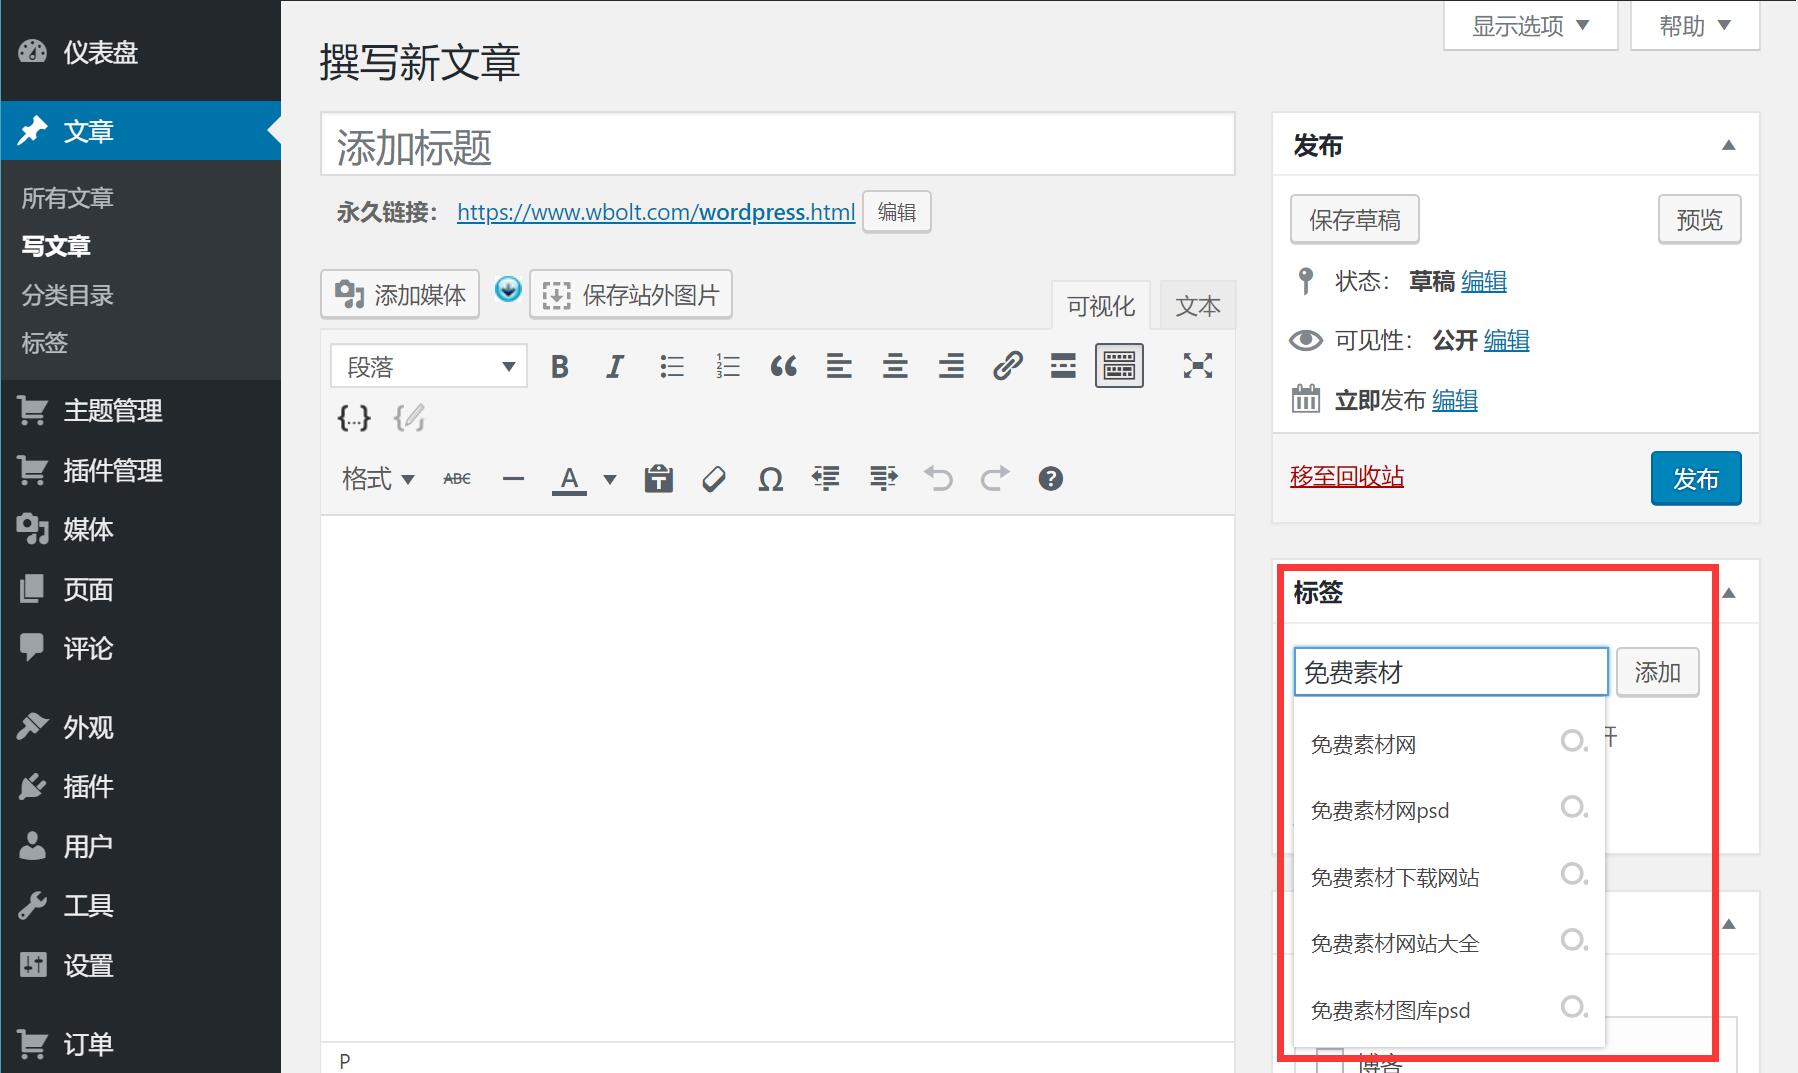 仪表盘
文章
所有文章
写文章
分类目录
标签
主题管理
插件管理
媒体
页面
评论
外观
插件
用户
工具
设置
订单
显示选项
帮助
撰写新文章
添加标题
永久链接： https://www.wbolt.com/wordpress.html 编辑
添加媒体 保存站外图片
可视化 文本
段落 B I
{...}
格式 ABC A Ω
P
发布
保存草稿 预览
状态： 草稿 编辑
可见性： 公开 编辑
立即发布 编辑
移至回收站 发布
标签
免费素材 添加
免费素材网
免费素材网psd
免费素材下载网站
免费素材网站大全
免费素材图库psd
博客